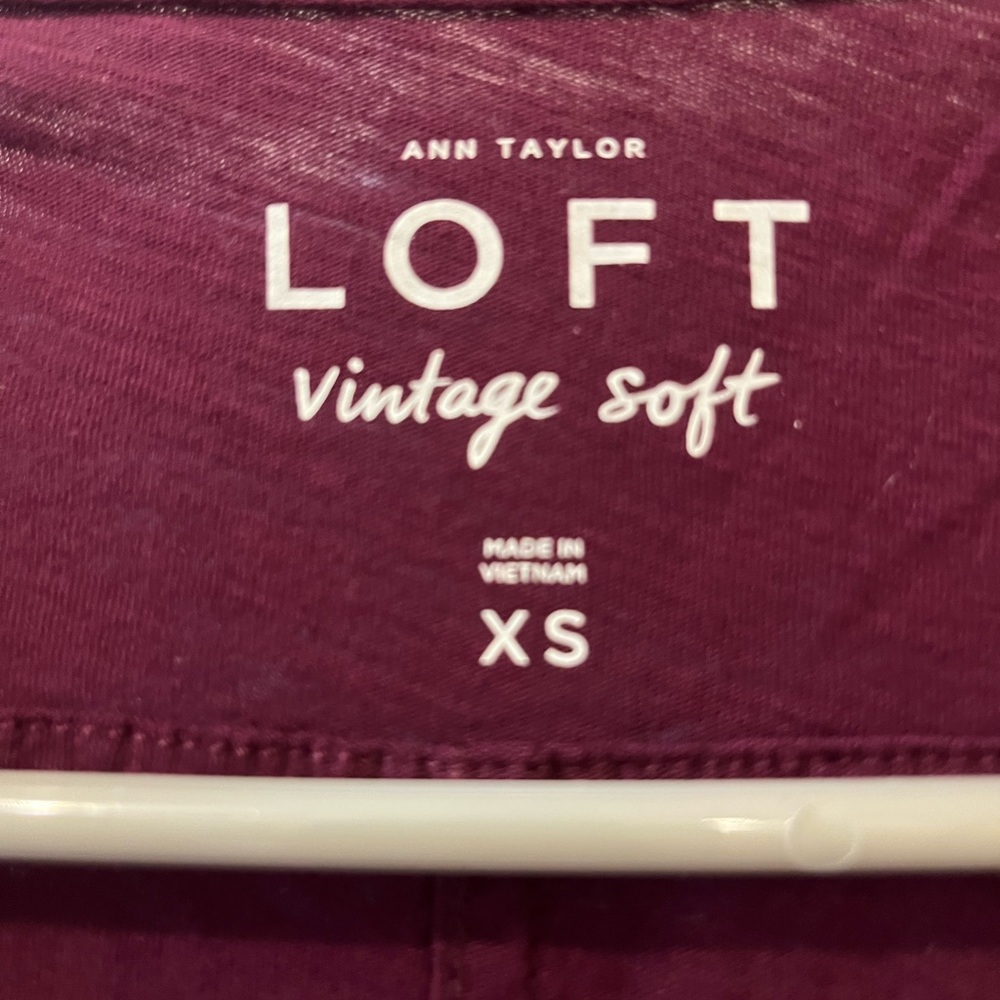 ANN TAYLOR
LOFT
vintage soft
MADE IN
VIETNAM
XS